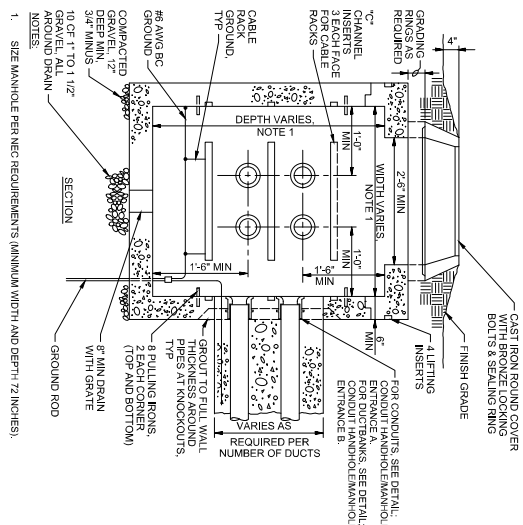 CAST IRON ROUND COVER
WITH BRONZE LOCKING
BOLTS & SEALING RING
FINISH GRADE
4 LIFTING
INSERTS
FOR CONDUITS, SEE DETAIL:
CONDUIT HANDHOLE/MANHOL
ENTRANCE A.
FOR DUCTBANKS, SEE DETAIL:
CONDUIT HANDHOLE/MANHOL
ENTRANCE B.
4"
GRADING
RINGS AS
REQUIRED
"C"
CHANNEL
INSERTS
3 EACH FACE
FOR CABLE
RACKS
CABLE
RACK
GROUND,
TYP
#6 AWG BC
GROUND
COMPACTED
GRAVEL 12"
DEEP MIN
3/4" MINUS
10 CF 1" TO 1 1/2"
GRAVEL, ALL
AROUND DRAIN
2'-6" MIN
WIDTH VARIES,
NOTE 1
DEPTH VARIES,
NOTE 1
1'-0"
MIN
1'-0"
MIN
1'-6" MIN
1'-6" MIN
6"
MIN
VARIES AS
REQUIRED PER
NUMBER OF DUCTS
GROUT TO FULL WALL
THICKNESS AROUND
PIPES AT KNOCKOUTS,
TYP
8 PULLING IRONS,
2 EACH CORNER
(TOP AND BOTTOM)
8" MIN DRAIN
WITH GRATE
GROUND ROD
SECTION
NOTES:
1. SIZE MANHOLE PER NEC REQUIREMENTS (MINIMUM WIDTH AND DEPTH 72 INCHES).